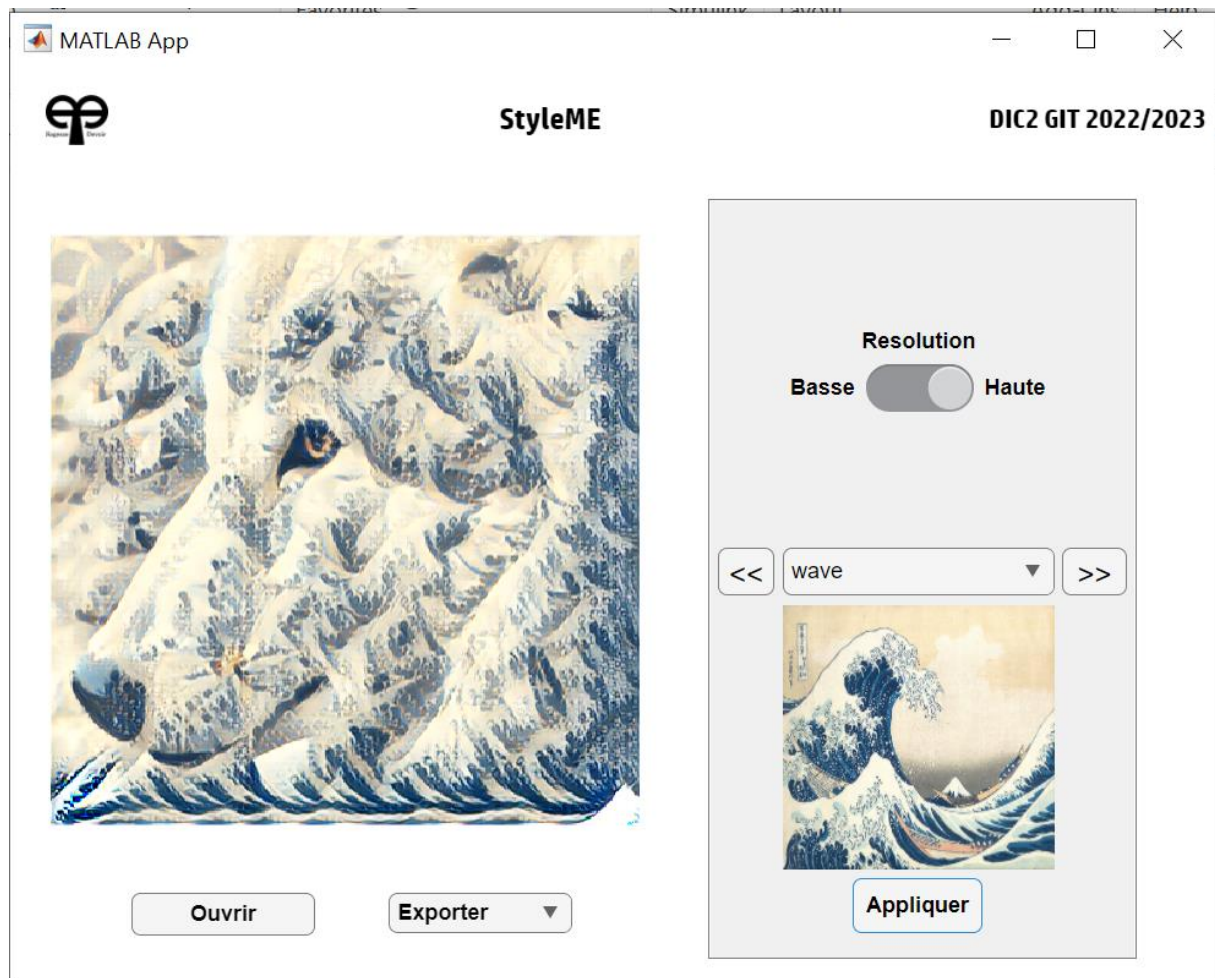 MATLAB App
StyleME
DIC2 GIT 2022/2023
Resolution
Basse
Haute
<<
wave
>>
Appliquer
Ouvrir
Exporter